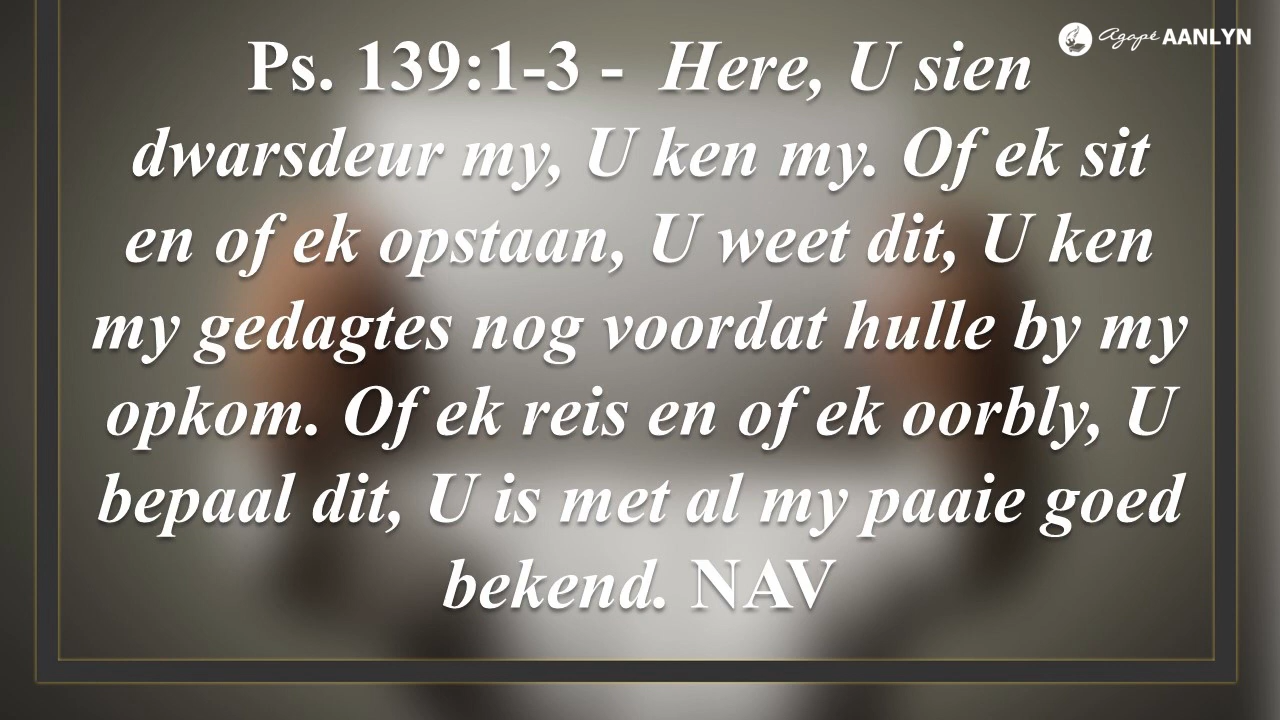 Agapé AANLYN
Ps. 139:1-3 - Here, U sien
dwarsdeur my, U ken my. Of ek sit
en of ek opstaan, U weet dit, U ken
my gedagtes nog voordat hulle by my
opkom. Of ek reis en of ek oorbly, U
bepaal dit, U is met al my paaie goed
bekend. NAV